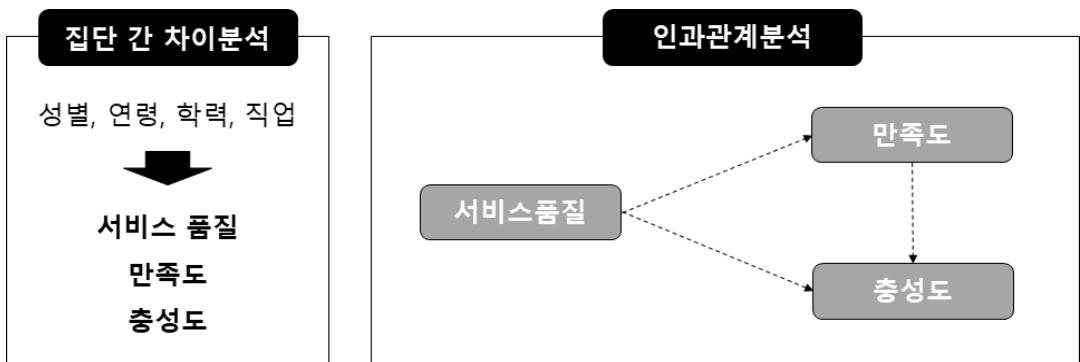 집단 간 차이분석
성별, 연령, 학력, 직업
서비스 품질
만족도
충성도
인과관계분석
만족도
서비스품질
충성도